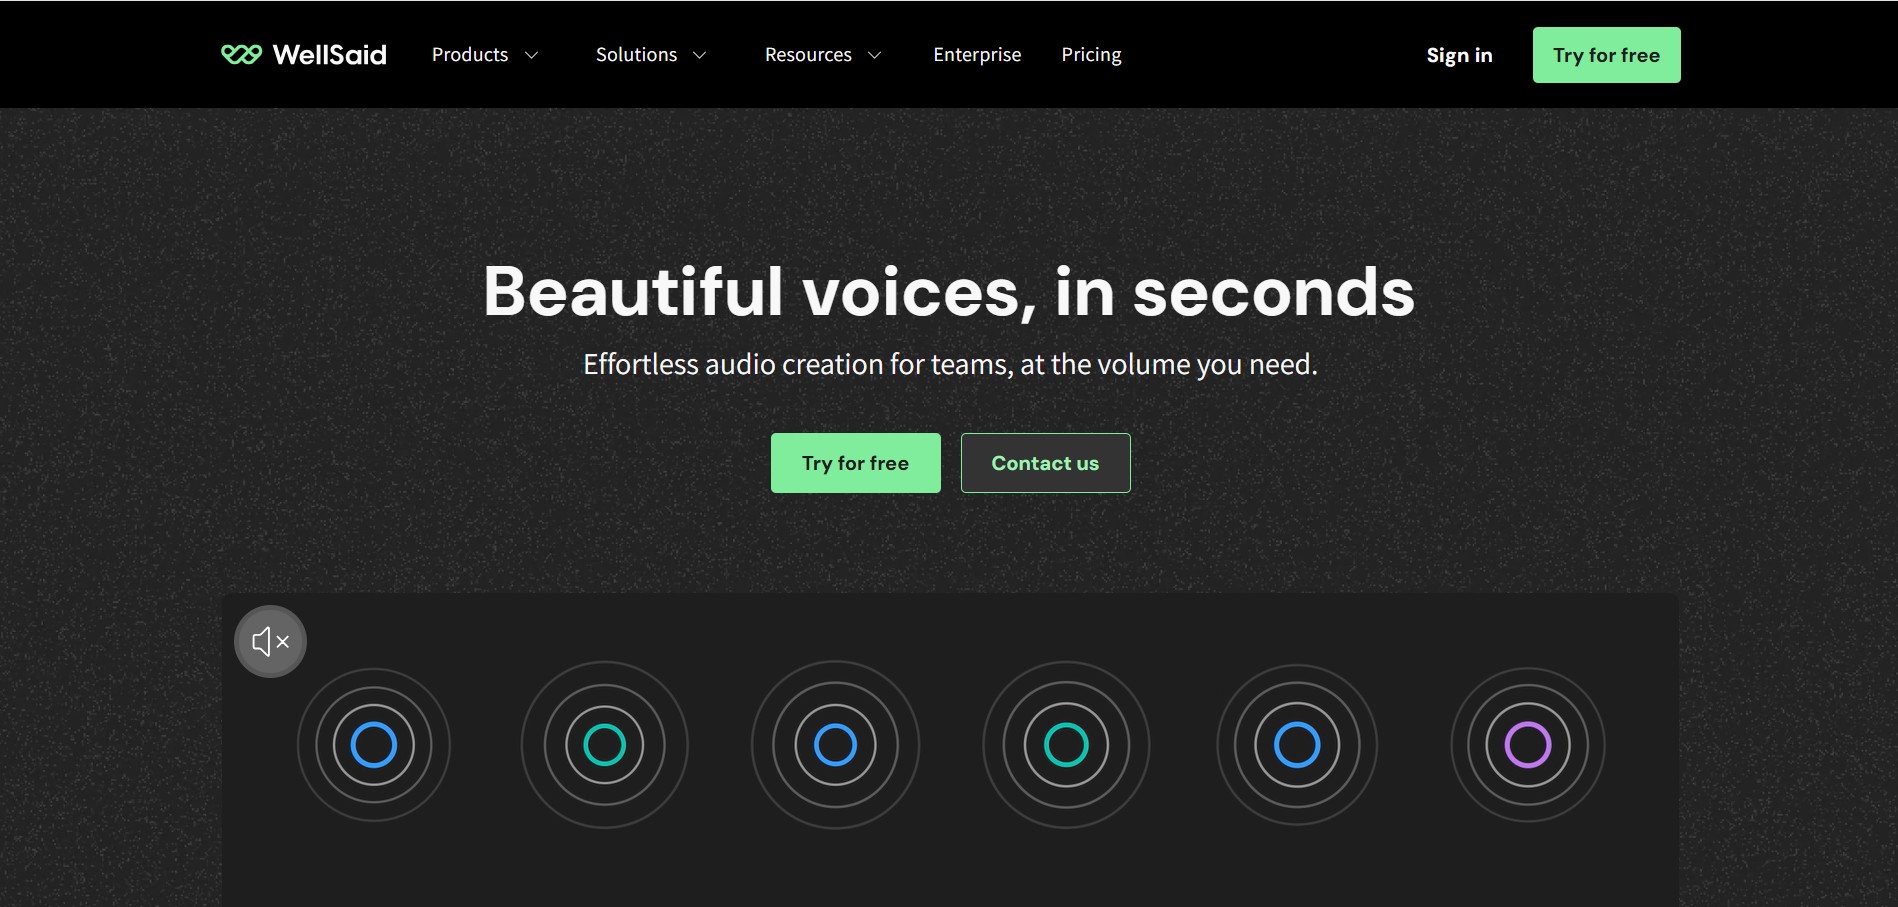 WellSaid Products Solutions Resources Enterprise Pricing Sign in Try for free
Beautiful voices, in seconds
Effortless audio creation for teams, at the volume you need.
Try for free Contact us